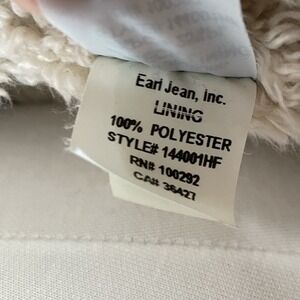 Earl Jean, Inc.
LINING
100% POLYESTER
STYLE# 144001HF
RN# 100292
CA# 36427